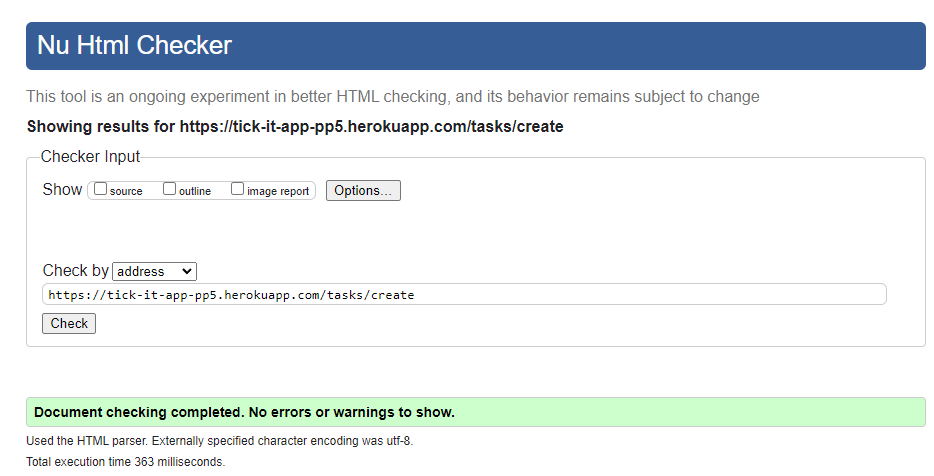 Nu Html Checker
This tool is an ongoing experiment in better HTML checking, and its behavior remains subject to change
Showing results for https://tick-it-app-pp5.herokuapp.com/tasks/create
Checker Input
Show source outline image report Options...
Check by address
https://tick-it-app-pp5.herokuapp.com/tasks/create
Check
Document checking completed. No errors or warnings to show.
Used the HTML parser. Externally specified character encoding was utf-8.
Total execution time 363 milliseconds.